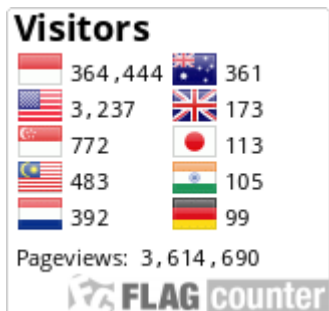 Visitors
364,444 361
3,237 173
772 113
483 105
392 99
Pageviews: 3,614,690
FLAG counter